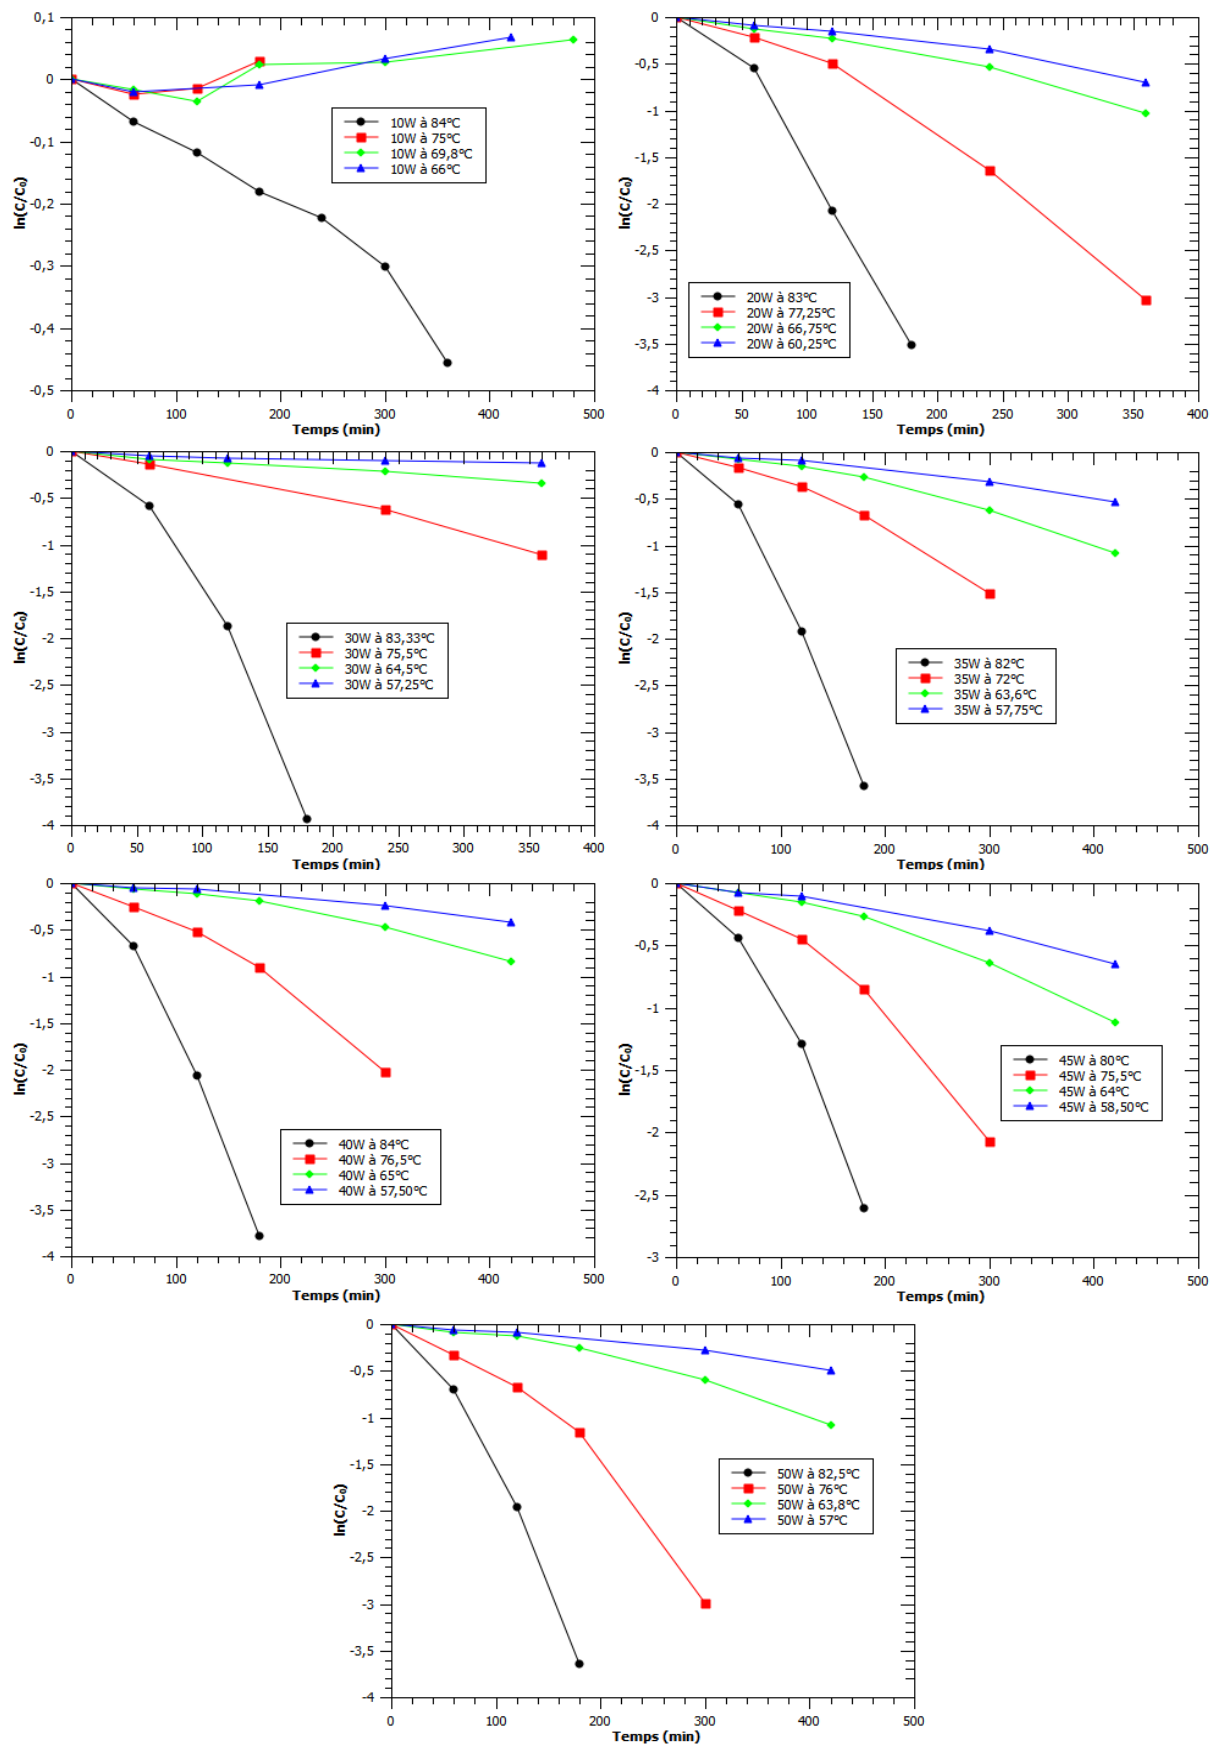 0,1
0
-0,1
-0,2
-0,3
-0,4
-0,5
ln(C/C₀)
10W à 84°C
10W à 75°C
10W à 69,8°C
10W à 66°C
0 100 200 300 400 500
Temps (min)
0
-0,5
-1
-1,5
-2
-2,5
-3
-3,5
-4
ln(C/C₀)
20W à 83°C
20W à 77,25°C
20W à 66,75°C
20W à 60,25°C
0 50 100 150 200 250 300 350 400
Temps (min)
0
-0,5
-1
-1,5
-2
-2,5
-3
-3,5
-4
ln(C/C₀)
30W à 83,33°C
30W à 75,5°C
30W à 64,5°C
30W à 57,25°C
0 50 100 150 200 250 300 350 400
Temps (min)
0
-0,5
-1
-1,5
-2
-2,5
-3
-3,5
-4
ln(C/C₀)
35W à 82°C
35W à 72°C
35W à 63,6°C
35W à 57,75°C
0 100 200 300 400 500
Temps (min)
0
-0,5
-1
-1,5
-2
-2,5
-3
-3,5
-4
ln(C/C₀)
40W à 84°C
40W à 76,5°C
40W à 65°C
40W à 57,50°C
0 100 200 300 400 500
Temps (min)
0
-0,5
-1
-1,5
-2
-2,5
-3
ln(C/C₀)
45W à 80°C
45W à 75,5°C
45W à 64°C
45W à 58,50°C
0 100 200 300 400 500
Temps (min)
0
-0,5
-1
-1,5
-2
-2,5
-3
-3,5
-4
ln(C/C₀)
50W à 82,5°C
50W à 76°C
50W à 63,8°C
50W à 57°C
0 100 200 300 400 500
Temps (min)